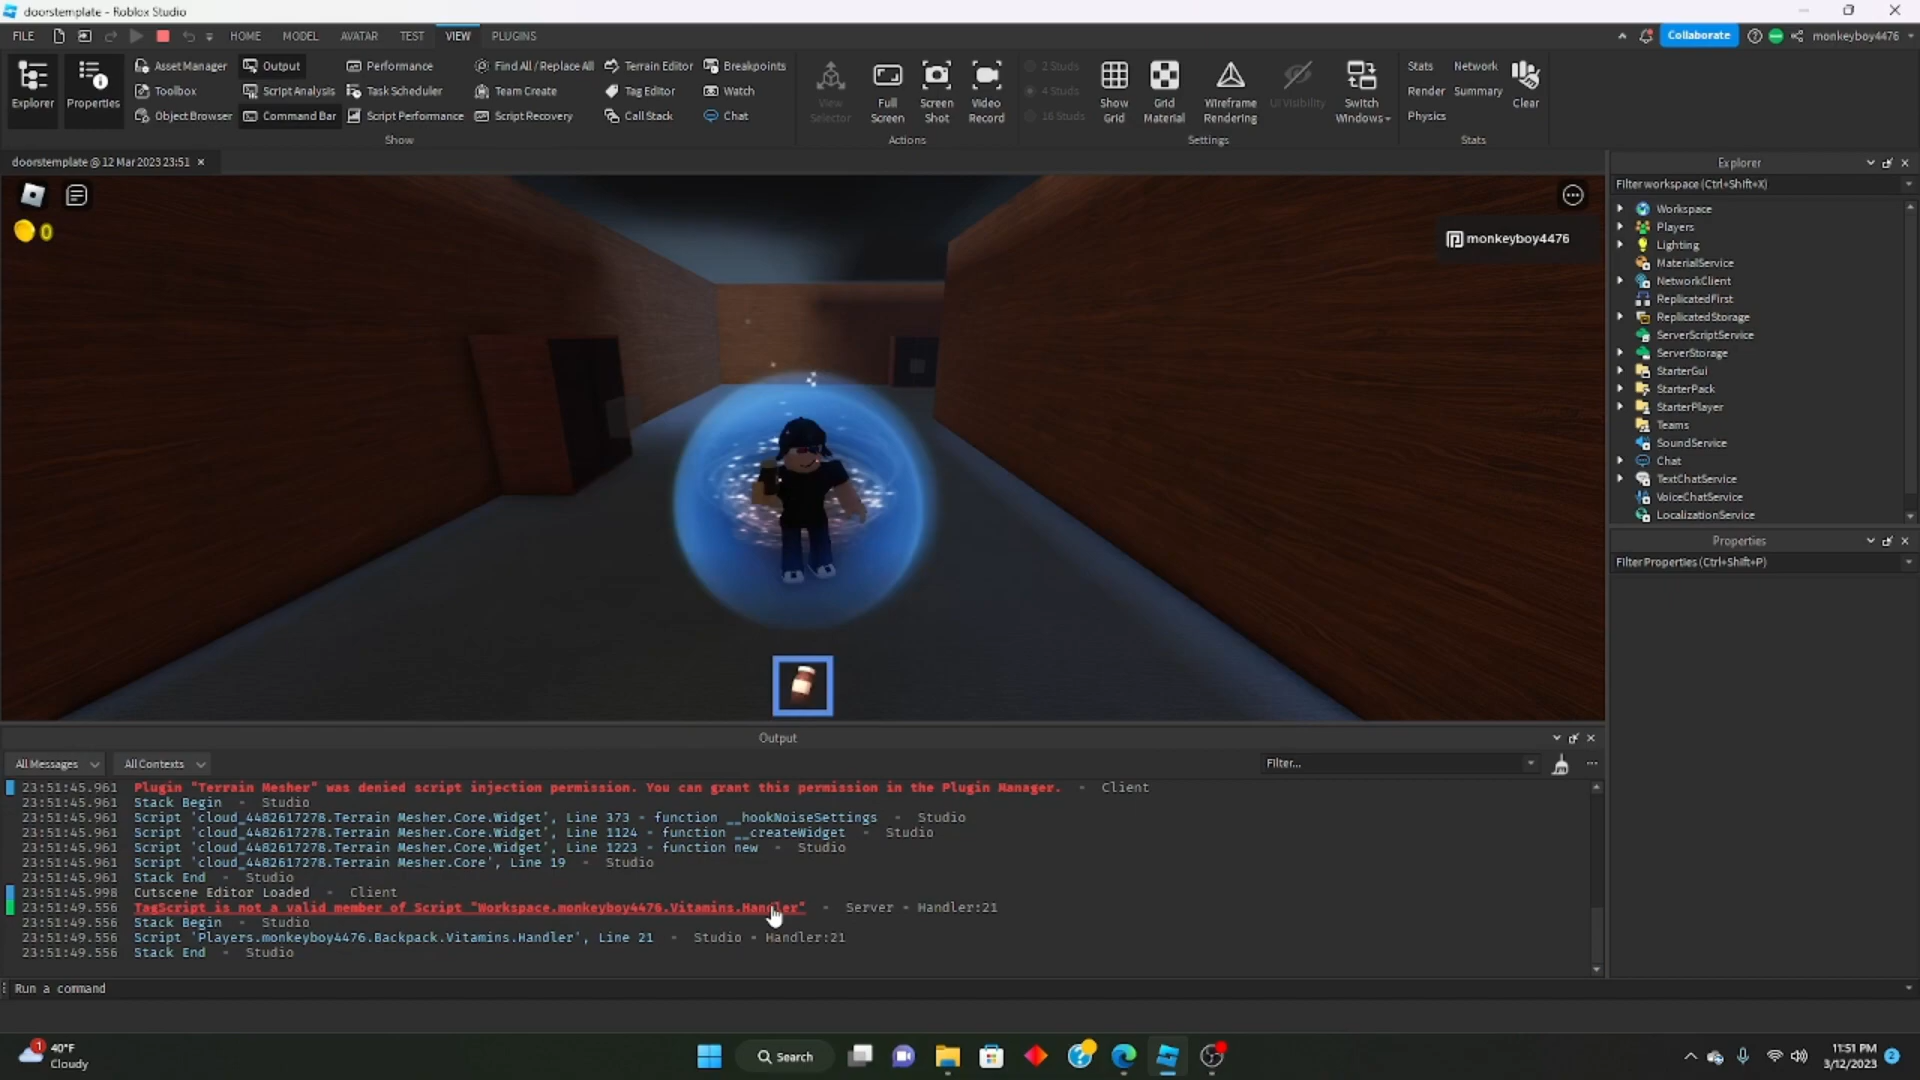 doorstemplate - Roblox Studio
FILE HOME MODEL AVATAR TEST VIEW PLUGINS Collaborate monkeyboy4476
Explorer
Properties
Asset Manager Output Performance Find All / Replace All Terrain Editor Breakpoints
Toolbox Script Analysis Task Scheduler Team Create Tag Editor Watch
Object Browser Command Bar Script Performance Script Recovery Call Stack Chat
Show
View Selector
Full Screen
Screen Shot
Video Record
Actions
2 Studs
4 Studs
16 Studs
Show Grid
Grid Material
Wireframe Rendering
UI Visibility
Switch Windows
Settings
Stats Network
Render Summary
Physics
Clear
Stats
doorstemplate @ 12 Mar 2023 23:51
0
monkeyboy4476
Explorer
Filter workspace (Ctrl+Shift+X)
Workspace
Players
Lighting
MaterialService
NetworkClient
ReplicatedFirst
ReplicatedStorage
ServerScriptService
ServerStorage
StarterGui
StarterPack
StarterPlayer
Teams
SoundService
Chat
TextChatService
VoiceChatService
LocalizationService
Properties
Filter Properties (Ctrl+Shift+P)
Output
All Messages All Contexts Filter...
23:51:45.961 Plugin "Terrain Mesher" was denied script injection permission. You can grant this permission in the Plugin Manager. - Client
23:51:45.961 Stack Begin - Studio
23:51:45.961 Script 'cloud_4482617278.Terrain Mesher.Core.Widget', Line 373 - function __hookNoiseSettings - Studio
23:51:45.961 Script 'cloud_4482617278.Terrain Mesher.Core.Widget', Line 1124 - function __createWidget - Studio
23:51:45.961 Script 'cloud_4482617278.Terrain Mesher.Core.Widget', Line 1223 - function new - Studio
23:51:45.961 Script 'cloud_4482617278.Terrain Mesher.Core', Line 19 - Studio
23:51:45.961 Stack End - Studio
23:51:45.998 Cutscene Editor Loaded - Client
23:51:49.556 TagScript is not a valid member of Script "Workspace.monkeyboy4476.Vitamins.Handler" - Server - Handler:21
23:51:49.556 Stack Begin - Studio
23:51:49.556 Script 'Players.monkeyboy4476.Backpack.Vitamins.Handler', Line 21 - Studio - Handler:21
23:51:49.556 Stack End - Studio
Run a command
1 40°F
Cloudy
Search
11:51 PM
3/12/2023
2